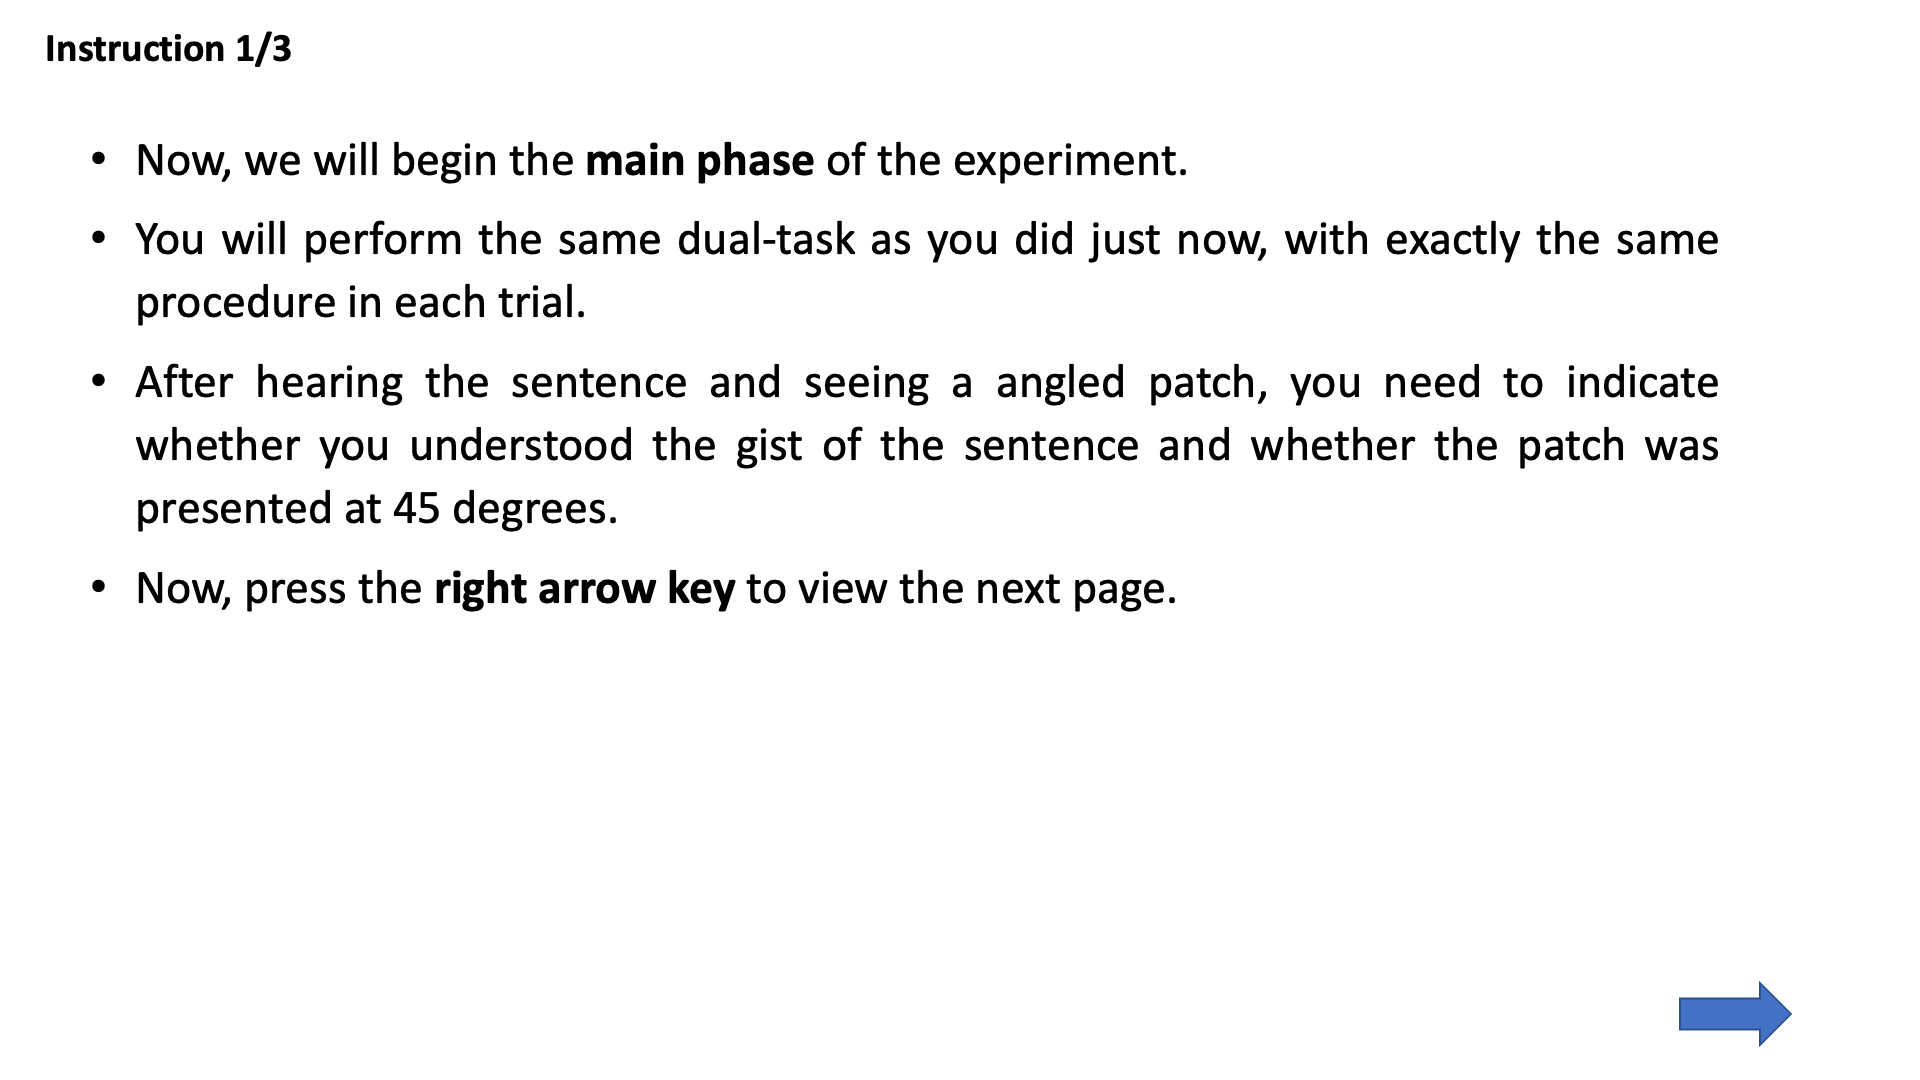 Instruction 1/3
• Now, we will begin the main phase of the experiment.
• You will perform the same dual-task as you did just now, with exactly the same
procedure in each trial.
• After hearing the sentence and seeing a angled patch, you need to indicate
whether you understood the gist of the sentence and whether the patch was
presented at 45 degrees.
• Now, press the right arrow key to view the next page.